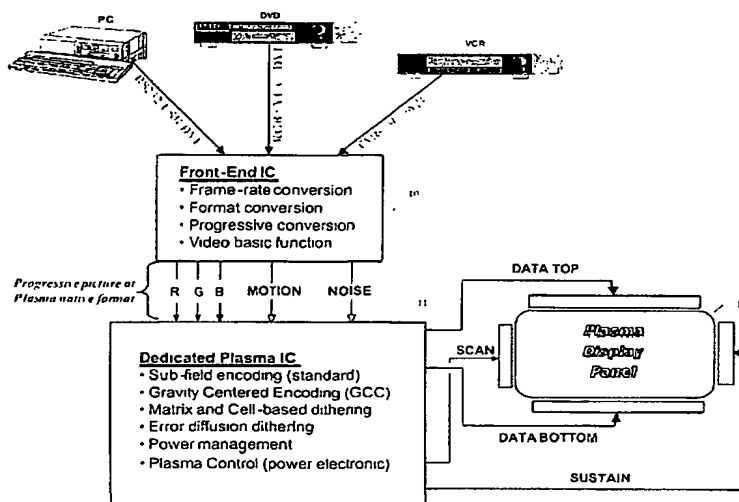 PC
DVD
VCR
Front-End IC
• Frame-rate conversion
• Format conversion
• Progressive conversion
• Video basic function
Progressive picture at
Plasma native format
R G B MOTION NOISE
DATA TOP
Plasma
Display
Panel
SCAN
Dedicated Plasma IC
• Sub-field encoding (standard)
• Gravity Centered Encoding (GCC)
• Matrix and Cell-based dithering
• Error diffusion dithering
• Power management
• Plasma Control (power electronic)
DATA BOTTOM
SUSTAIN